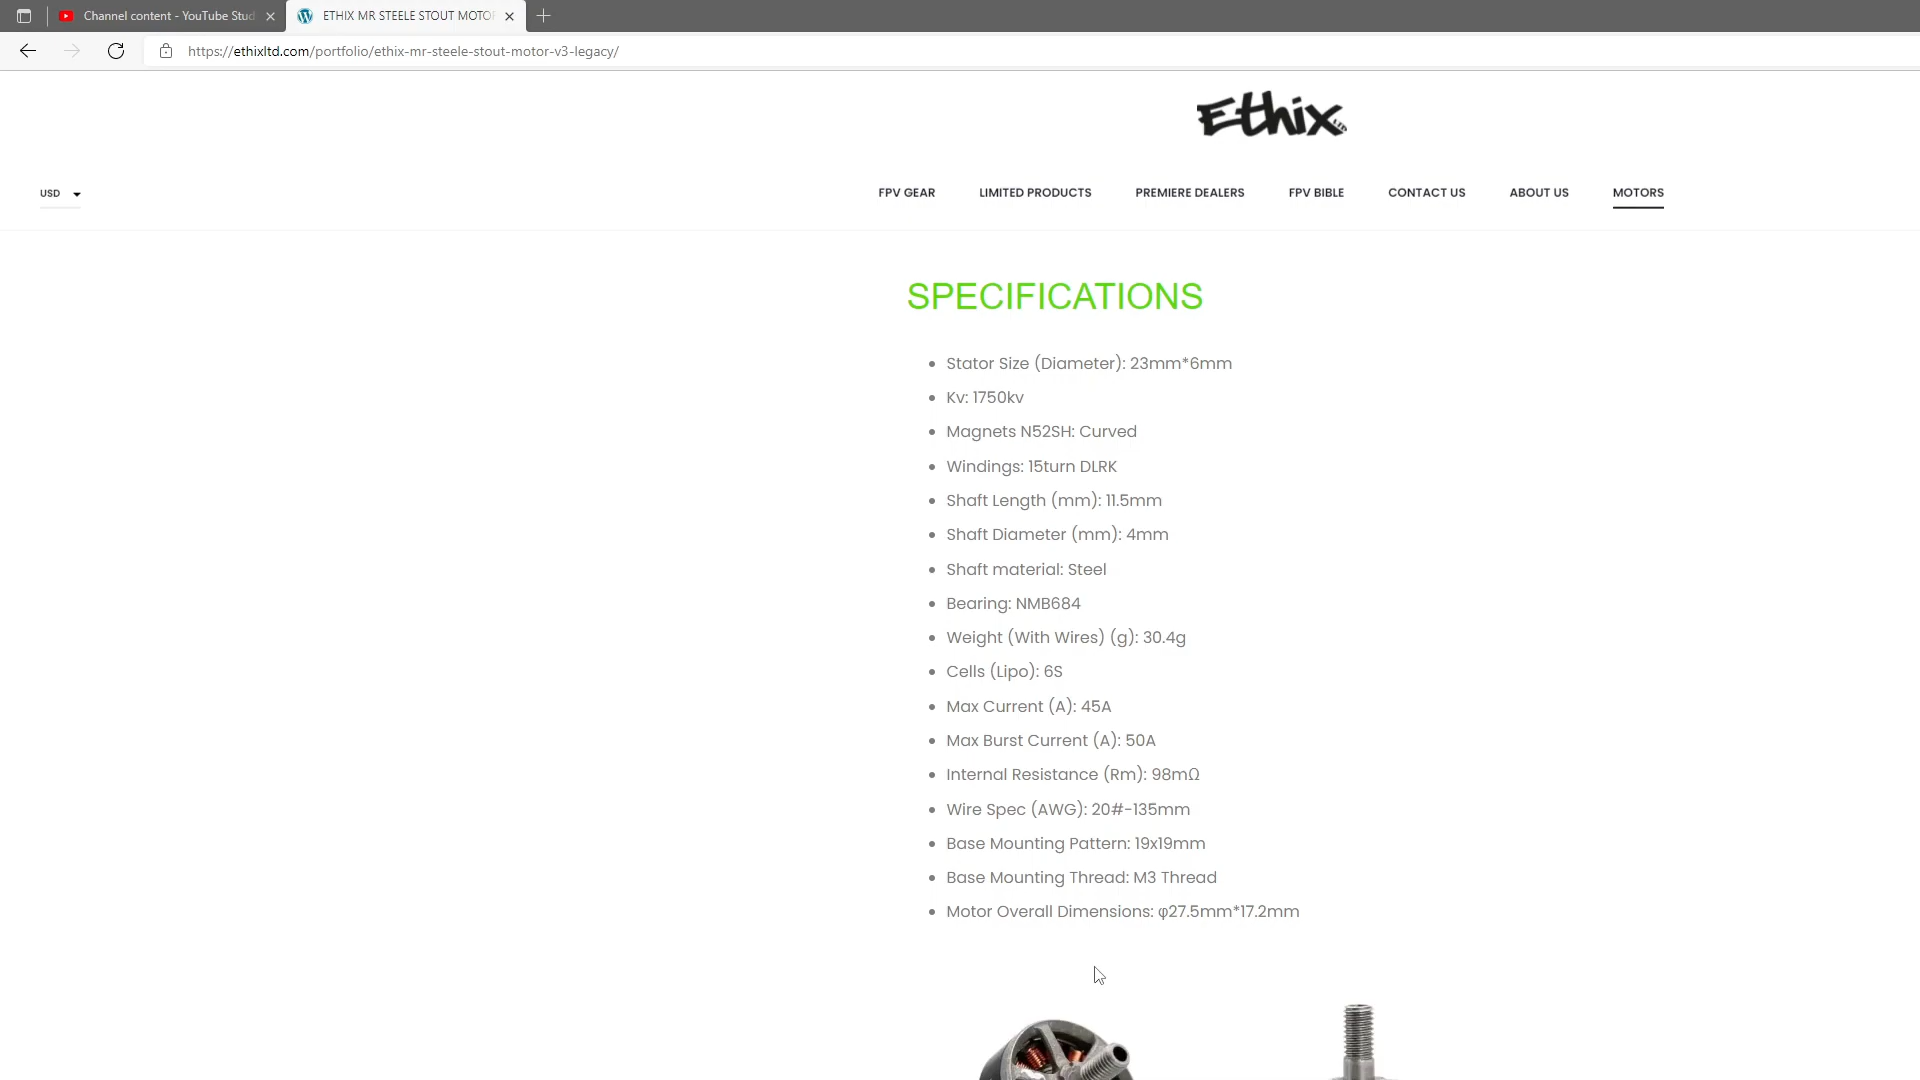 Channel content - YouTube Stud
ETHIX MR STEELE STOUT MOTOR
https://ethixltd.com/portfolio/ethix-mr-steele-stout-motor-v3-legacy/
Ethix LTD
USD
FPV GEAR
LIMITED PRODUCTS
PREMIERE DEALERS
FPV BIBLE
CONTACT US
ABOUT US
MOTORS
SPECIFICATIONS
Stator Size (Diameter): 23mm*6mm
Kv: 1750kv
Magnets N52SH: Curved
Windings: 15turn DLRK
Shaft Length (mm): 11.5mm
Shaft Diameter (mm): 4mm
Shaft material: Steel
Bearing: NMB684
Weight (With Wires) (g): 30.4g
Cells (Lipo): 6S
Max Current (A): 45A
Max Burst Current (A): 50A
Internal Resistance (Rm): 98mΩ
Wire Spec (AWG): 20#-135mm
Base Mounting Pattern: 19x19mm
Base Mounting Thread: M3 Thread
Motor Overall Dimensions: φ27.5mm*17.2mm